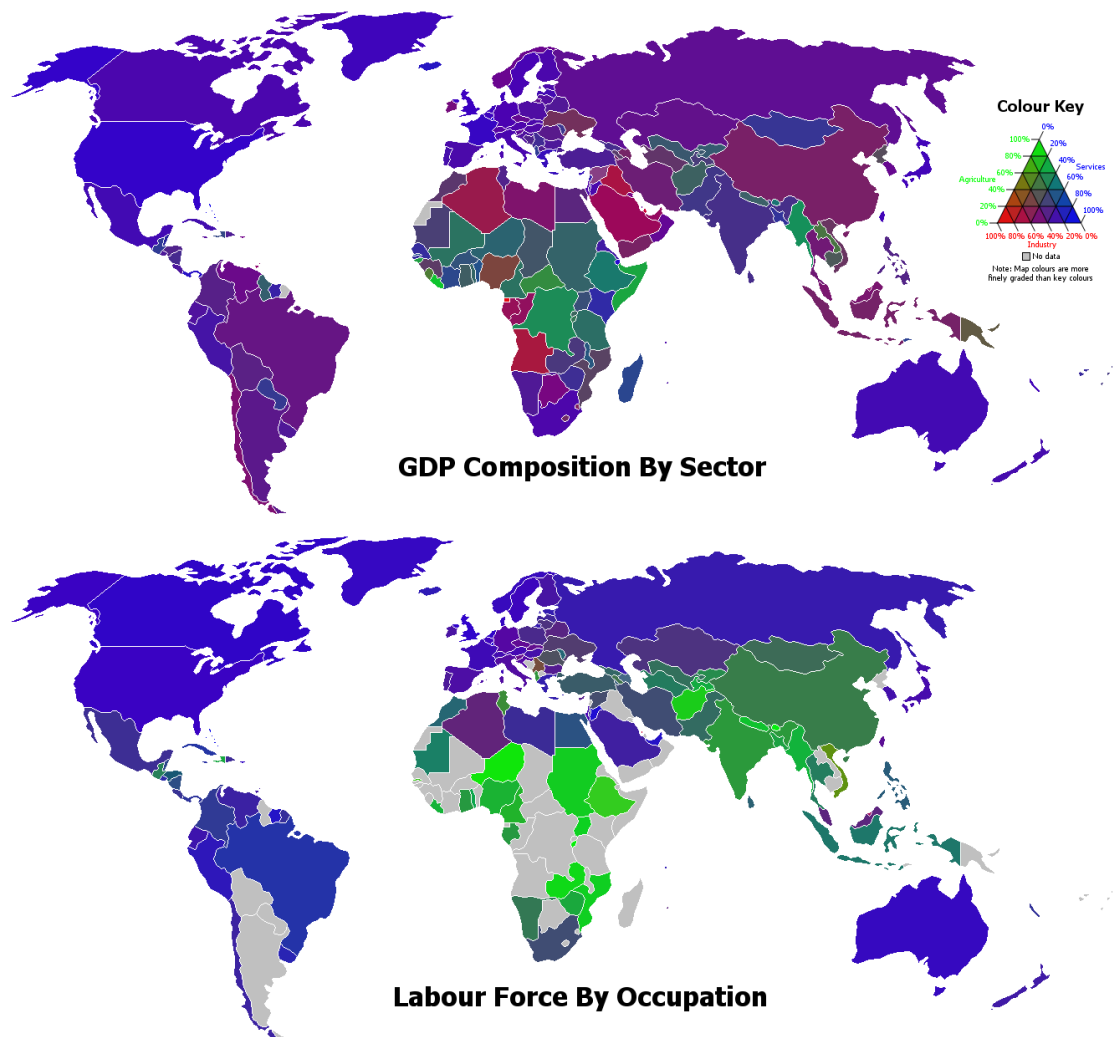 Colour Key
0%
100%
20%
80%
40%
Services
60%
60%
Agriculture
40%
80%
20%
100%
0%
100% 80% 60% 40% 20% 0%
Industry
No data
Note: Map colours are more
finely graded than key colours
GDP Composition By Sector
Labour Force By Occupation